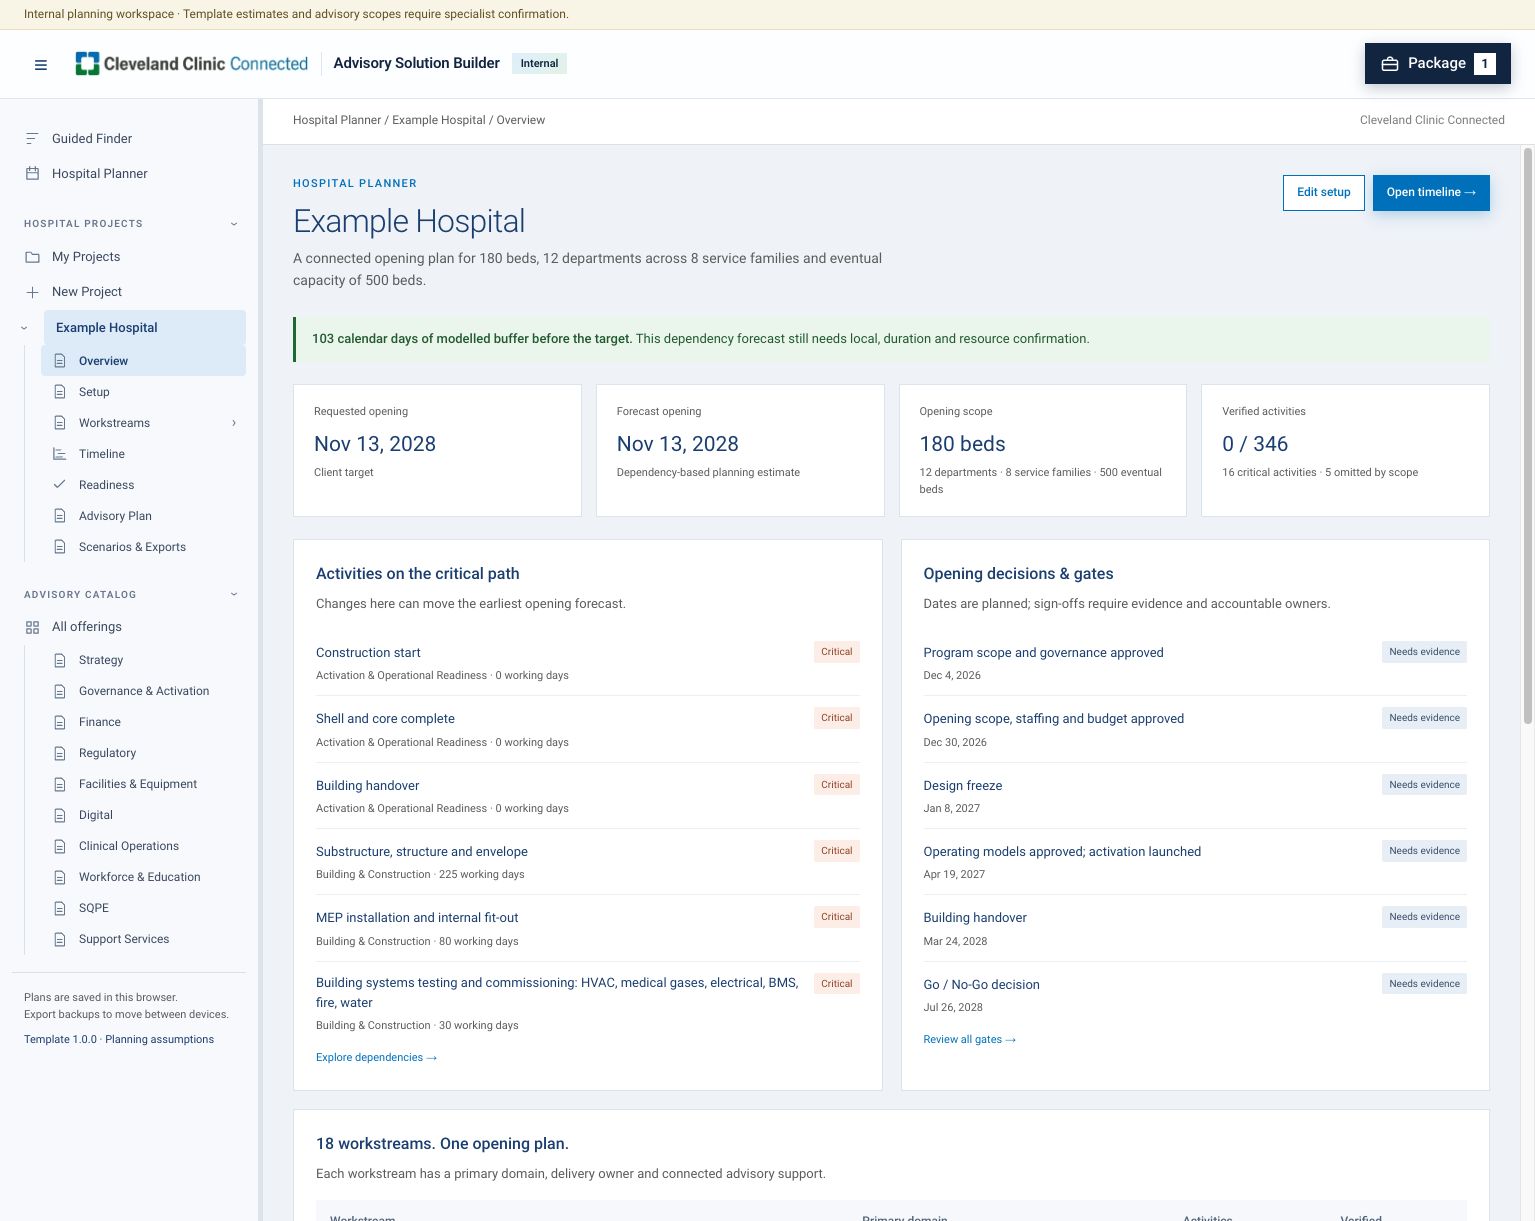 Internal planning workspace · Template estimates and advisory scopes require specialist confirmation.
Cleveland Clinic Connected
Advisory Solution Builder
Internal
Package 1
Guided Finder
Hospital Planner
HOSPITAL PROJECTS
My Projects
New Project
Example Hospital
Overview
Setup
Workstreams
Timeline
Readiness
Advisory Plan
Scenarios & Exports
ADVISORY CATALOG
All offerings
Strategy
Governance & Activation
Finance
Regulatory
Facilities & Equipment
Digital
Clinical Operations
Workforce & Education
SQPE
Support Services
Plans are saved in this browser.
Export backups to move between devices.
Template 1.0.0 · Planning assumptions
Hospital Planner / Example Hospital / Overview
Cleveland Clinic Connected
HOSPITAL PLANNER
Example Hospital
A connected opening plan for 180 beds, 12 departments across 8 service families and eventual
capacity of 500 beds.
Edit setup
Open timeline →
103 calendar days of modelled buffer before the target. This dependency forecast still needs local, duration and resource confirmation.
Requested opening
Nov 13, 2028
Client target
Forecast opening
Nov 13, 2028
Dependency-based planning estimate
Opening scope
180 beds
12 departments · 8 service families · 500 eventual
beds
Verified activities
0 / 346
16 critical activities · 5 omitted by scope
Activities on the critical path
Changes here can move the earliest opening forecast.
Construction start
Critical
Activation & Operational Readiness · 0 working days
Shell and core complete
Critical
Activation & Operational Readiness · 0 working days
Building handover
Critical
Activation & Operational Readiness · 0 working days
Substructure, structure and envelope
Critical
Building & Construction · 225 working days
MEP installation and internal fit-out
Critical
Building & Construction · 80 working days
Building systems testing and commissioning: HVAC, medical gases, electrical, BMS,
fire, water
Critical
Building & Construction · 30 working days
Explore dependencies →
Opening decisions & gates
Dates are planned; sign-offs require evidence and accountable owners.
Program scope and governance approved
Needs evidence
Dec 4, 2026
Opening scope, staffing and budget approved
Needs evidence
Dec 30, 2026
Design freeze
Needs evidence
Jan 8, 2027
Operating models approved; activation launched
Needs evidence
Apr 19, 2027
Building handover
Needs evidence
Mar 24, 2028
Go / No-Go decision
Needs evidence
Jul 26, 2028
Review all gates →
18 workstreams. One opening plan.
Each workstream has a primary domain, delivery owner and connected advisory support.
Workstream
Primary domain
Activities
Verified